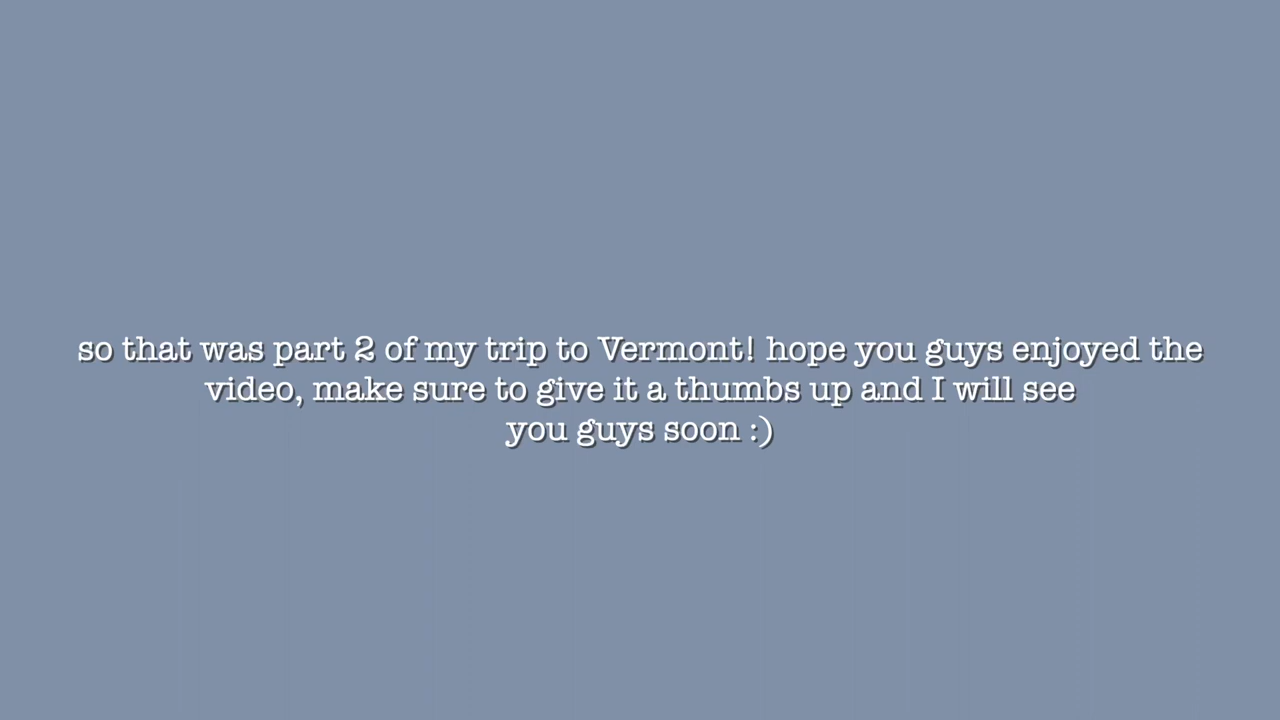 so that was part 2 of my trip to Vermont! hope you guys enjoyed the
video, make sure to give it a thumbs up and I will see
you guys soon :)